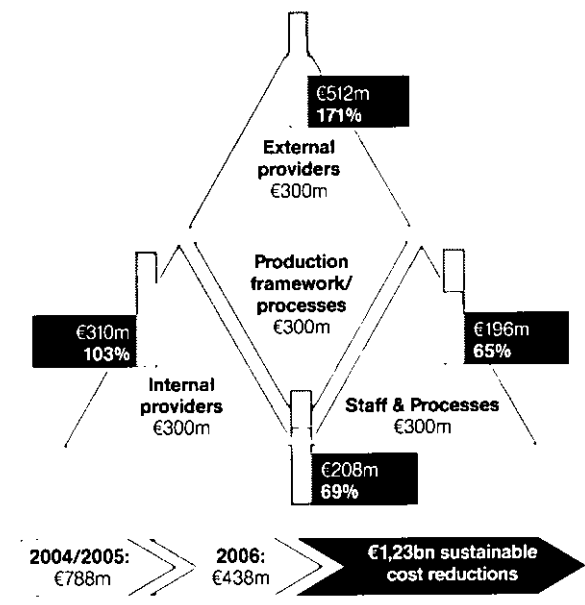 €512m
171%
External
providers
€300m
Production
framework/
processes
€300m
€310m
103%
€196m
65%
Internal
providers
€300m
Staff & Processes
€300m
€208m
69%
2004/2005:
€788m
2006:
€438m
€1,23bn sustainable
cost reductions